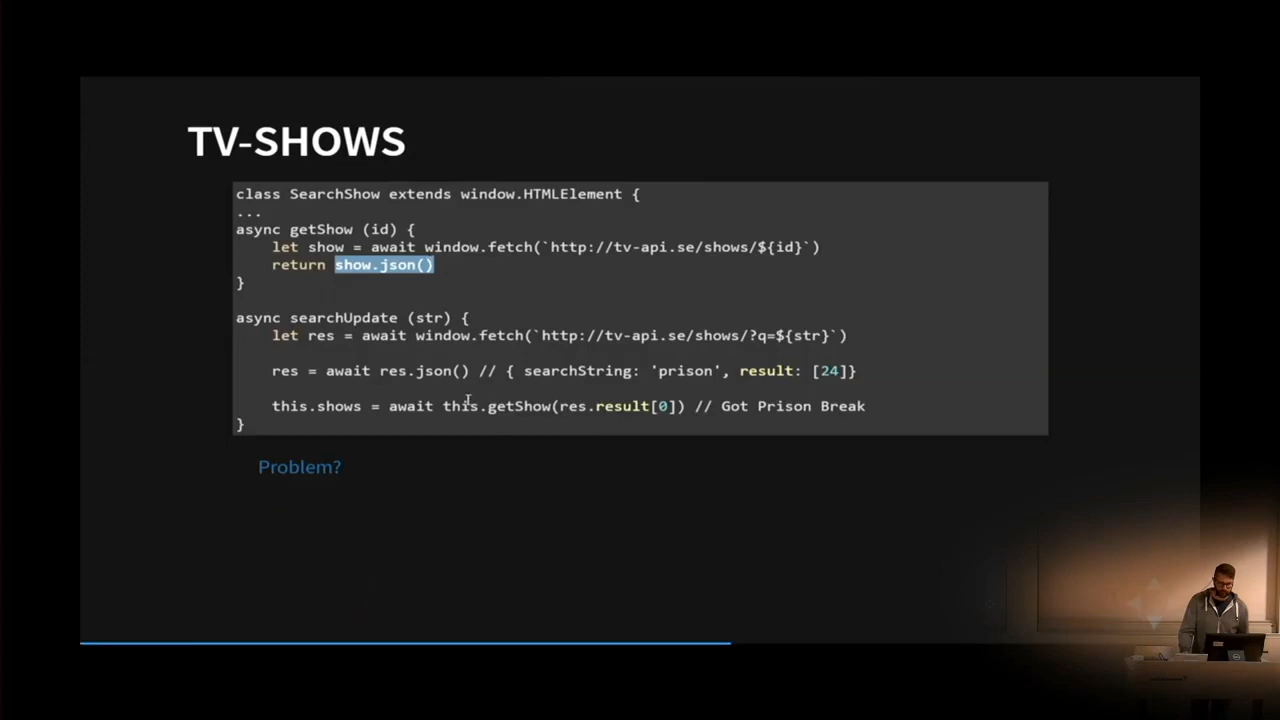 TV-SHOWS
class SearchShow extends window.HTMLElement {
...
async getShow (id) {
let show = await window.fetch(`http://tv-api.se/shows/${id}`)
return show.json()
}
async searchUpdate (str) {
let res = await window.fetch(`http://tv-api.se/shows/?q=${str}`)
res = await res.json() // { searchString: 'prison', result: [24]}
this.shows = await this.getShow(res.result[0]) // Got Prison Break
}
Problem?